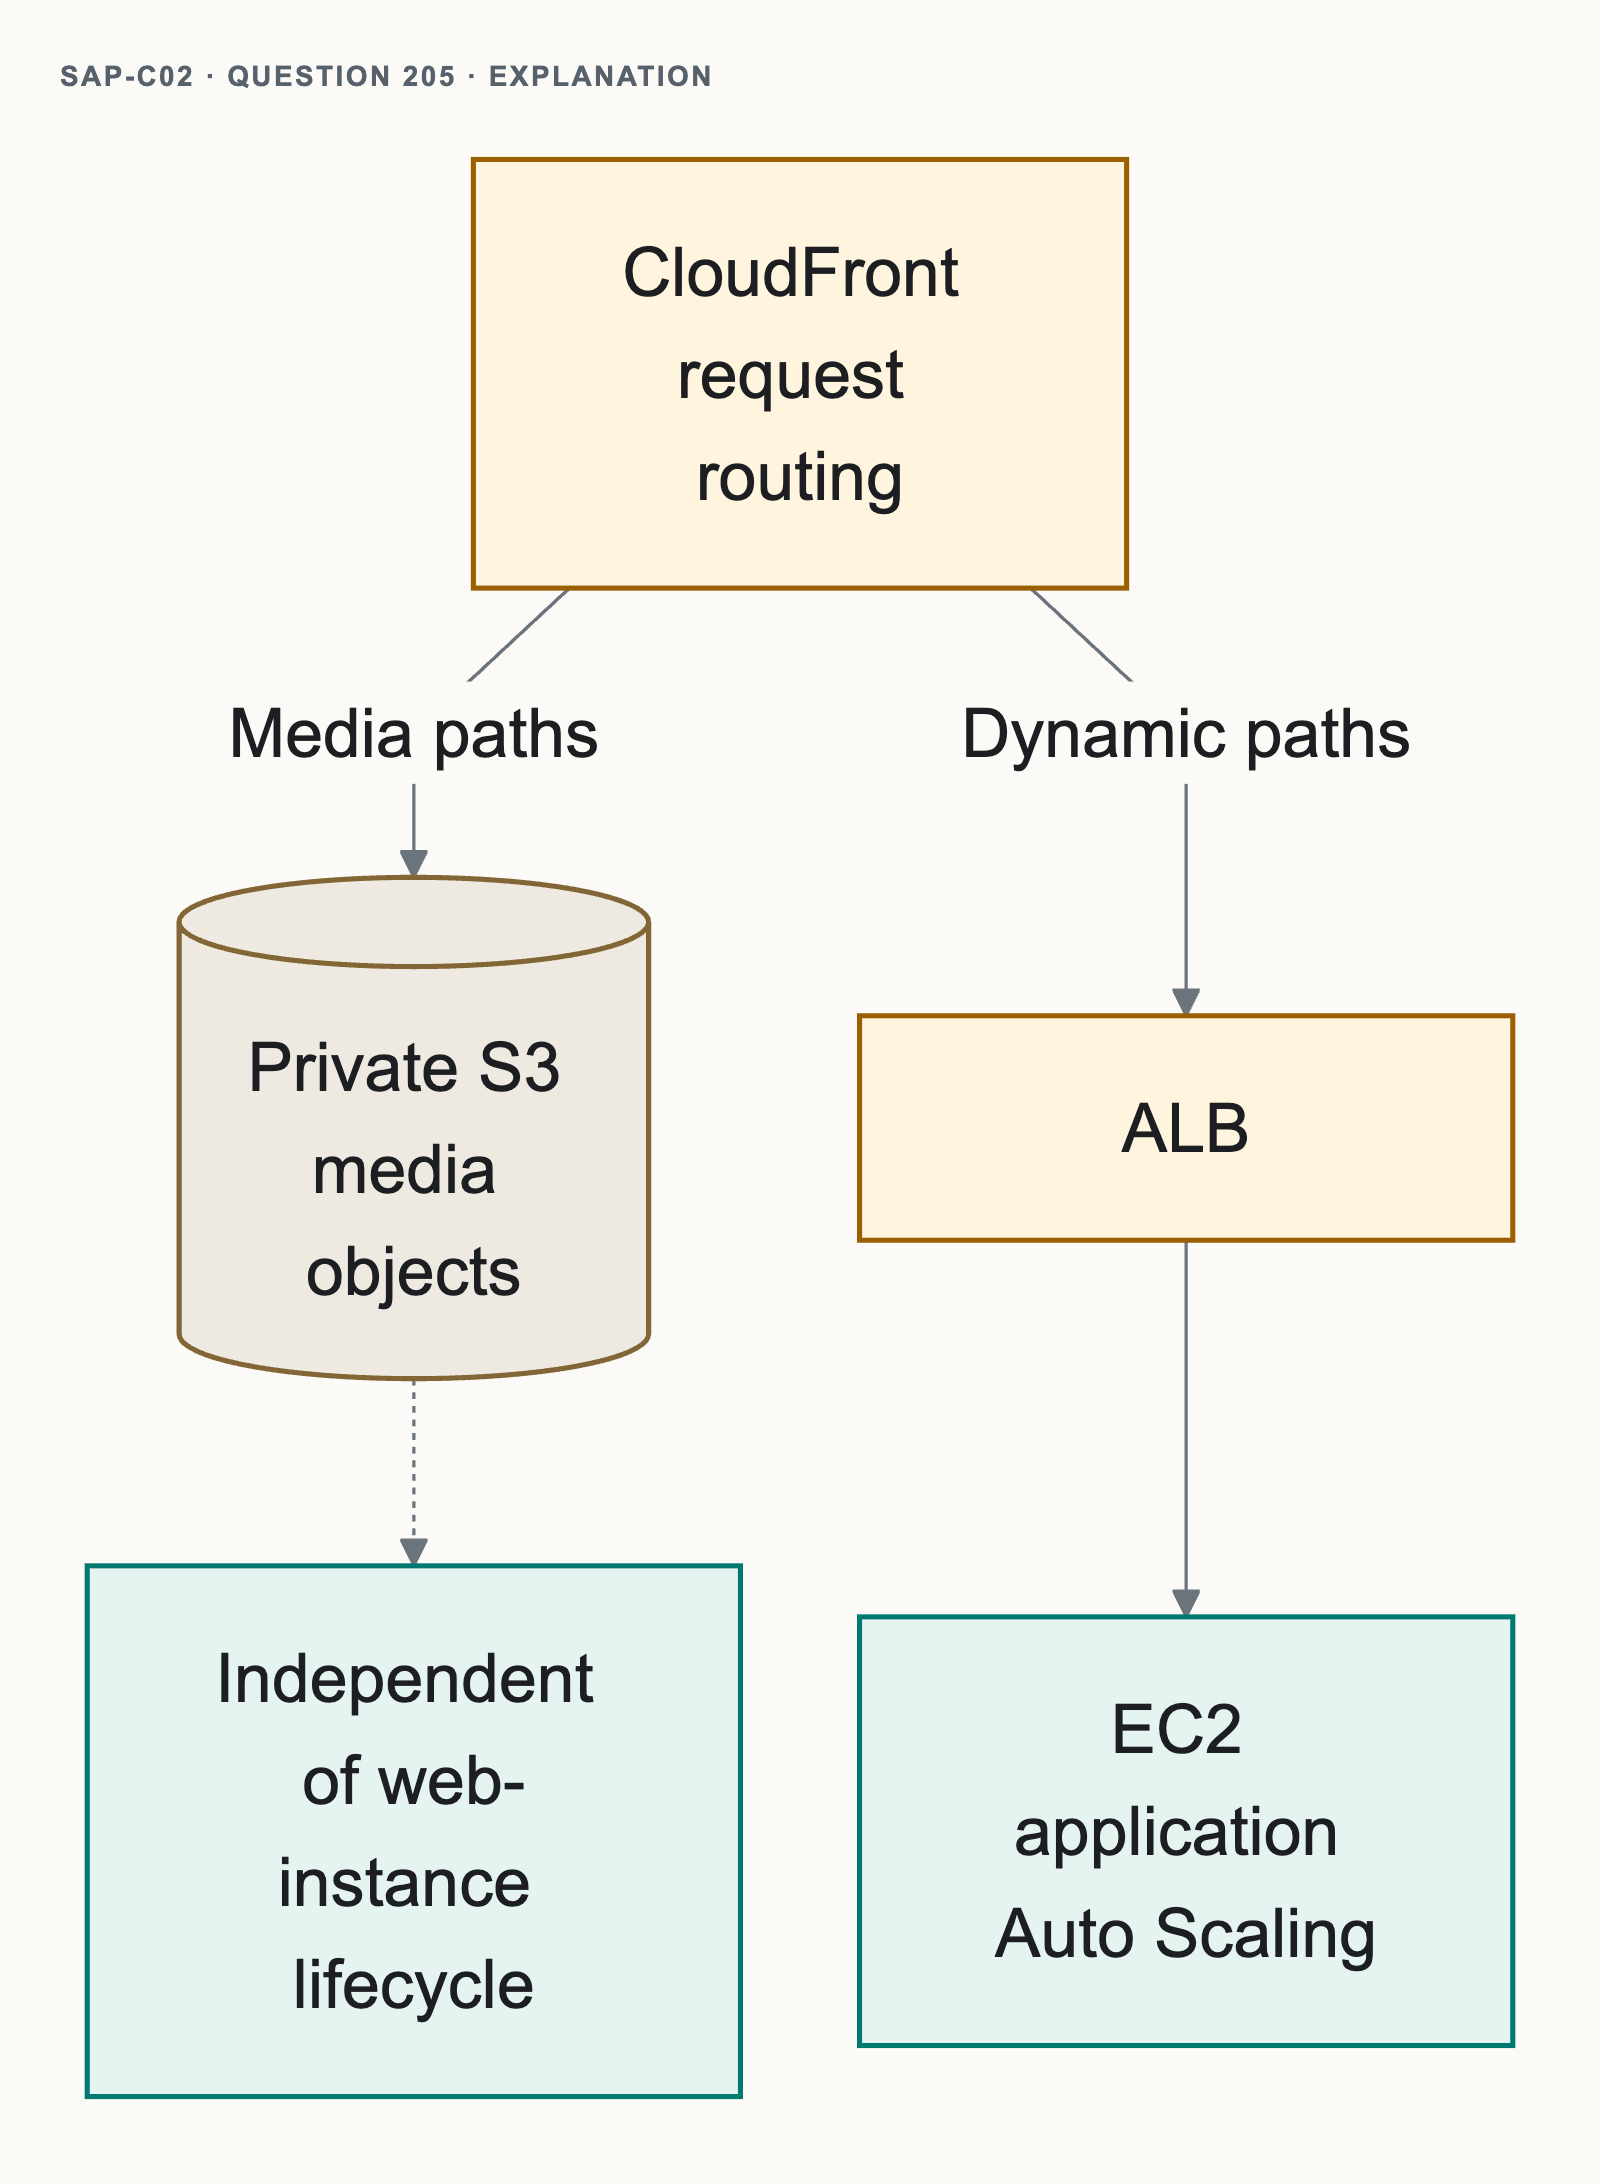 SAP-C02 · QUESTION 205 · EXPLANATION
CloudFront
request
routing
Media paths
Dynamic paths
Private S3
media
objects
ALB
Independent
of web-
instance
lifecycle
EC2
application
Auto Scaling